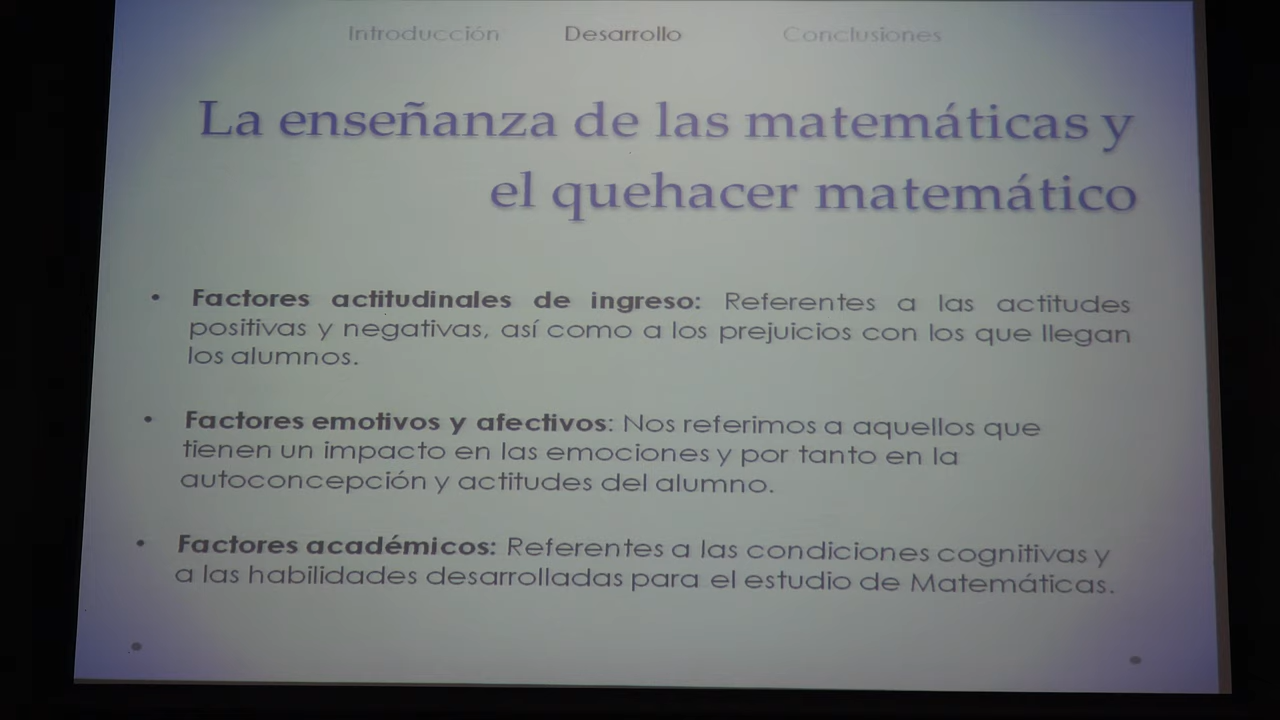 Introducción Desarrollo Conclusiones
La enseñanza de las matemáticas y
el quehacer matemático
• Factores actitudinales de ingreso: Referentes a las actitudes
positivas y negativas, así como a los prejuicios con los que llegan
los alumnos.
• Factores emotivos y afectivos: Nos referimos a aquellos que
tienen un impacto en las emociones y por tanto en la
autoconcepción y actitudes del alumno.
• Factores académicos: Referentes a las condiciones cognitivas y
a las habilidades desarrolladas para el estudio de Matemáticas.